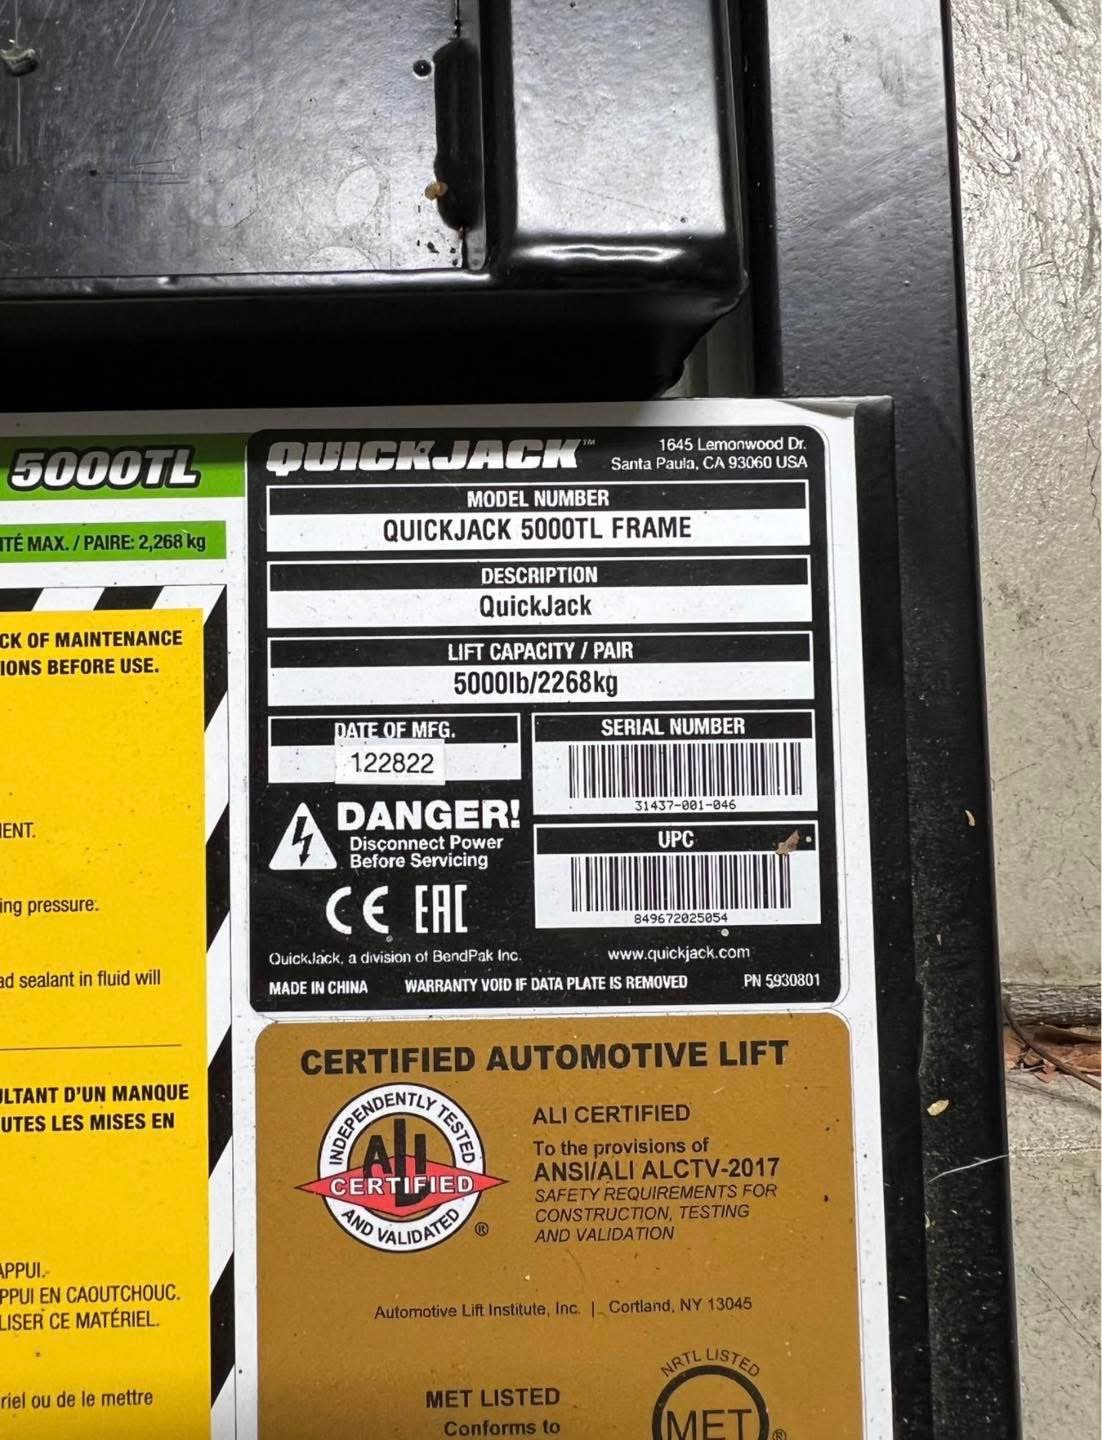 5000TL
ITÉ MAX. / PAIRE: 2,268 kg
CK OF MAINTENANCE
IONS BEFORE USE.
ENT.
ing pressure.
ad sealant in fluid will
ULTANT D'UN MANQUE
UTES LES MISES EN
APPUI.
PPUI EN CAOUTCHOUC.
LISER CE MATÉRIEL.
riel ou de le mettre
QUICKJACK™
1645 Lemonwood Dr.
Santa Paula, CA 93060 USA
MODEL NUMBER
QUICKJACK 5000TL FRAME
DESCRIPTION
QuickJack
LIFT CAPACITY / PAIR
5000lb/2268kg
DATE OF MFG.
122822
SERIAL NUMBER
31437-001-046
DANGER!
Disconnect Power
Before Servicing
UPC
849672025054
CE EAC
QuickJack, a division of BendPak Inc.
www.quickjack.com
MADE IN CHINA
WARRANTY VOID IF DATA PLATE IS REMOVED
PN 5930801
CERTIFIED AUTOMOTIVE LIFT
INDEPENDENTLY TESTED
ALI
CERTIFIED
AND VALIDATED
®
ALI CERTIFIED
To the provisions of
ANSI/ALI ALCTV-2017
SAFETY REQUIREMENTS FOR
CONSTRUCTION, TESTING
AND VALIDATION
Automotive Lift Institute, Inc. | Cortland, NY 13045
MET LISTED
Conforms to
NRTL LISTED
MET
®